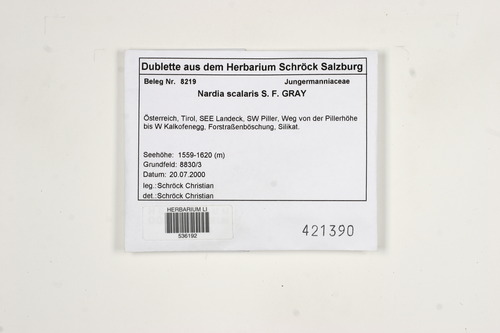 Dublette aus dem Herbarium Schröck Salzburg
Beleg Nr. 8219 Jungermanniaceae
Nardia scalaris S. F. GRAY
Österreich, Tirol, SEE Landeck, SW Piller, Weg von der Pillerhöhe
bis W Kalkofenegg, Forstraßenböschung, Silikat.
Seehöhe: 1559-1620 (m)
Grundfeld: 8830/3
Datum: 20.07.2000
leg.:Schröck Christian
det.:Schröck Christian
HERBARIUM LI
536192
421390